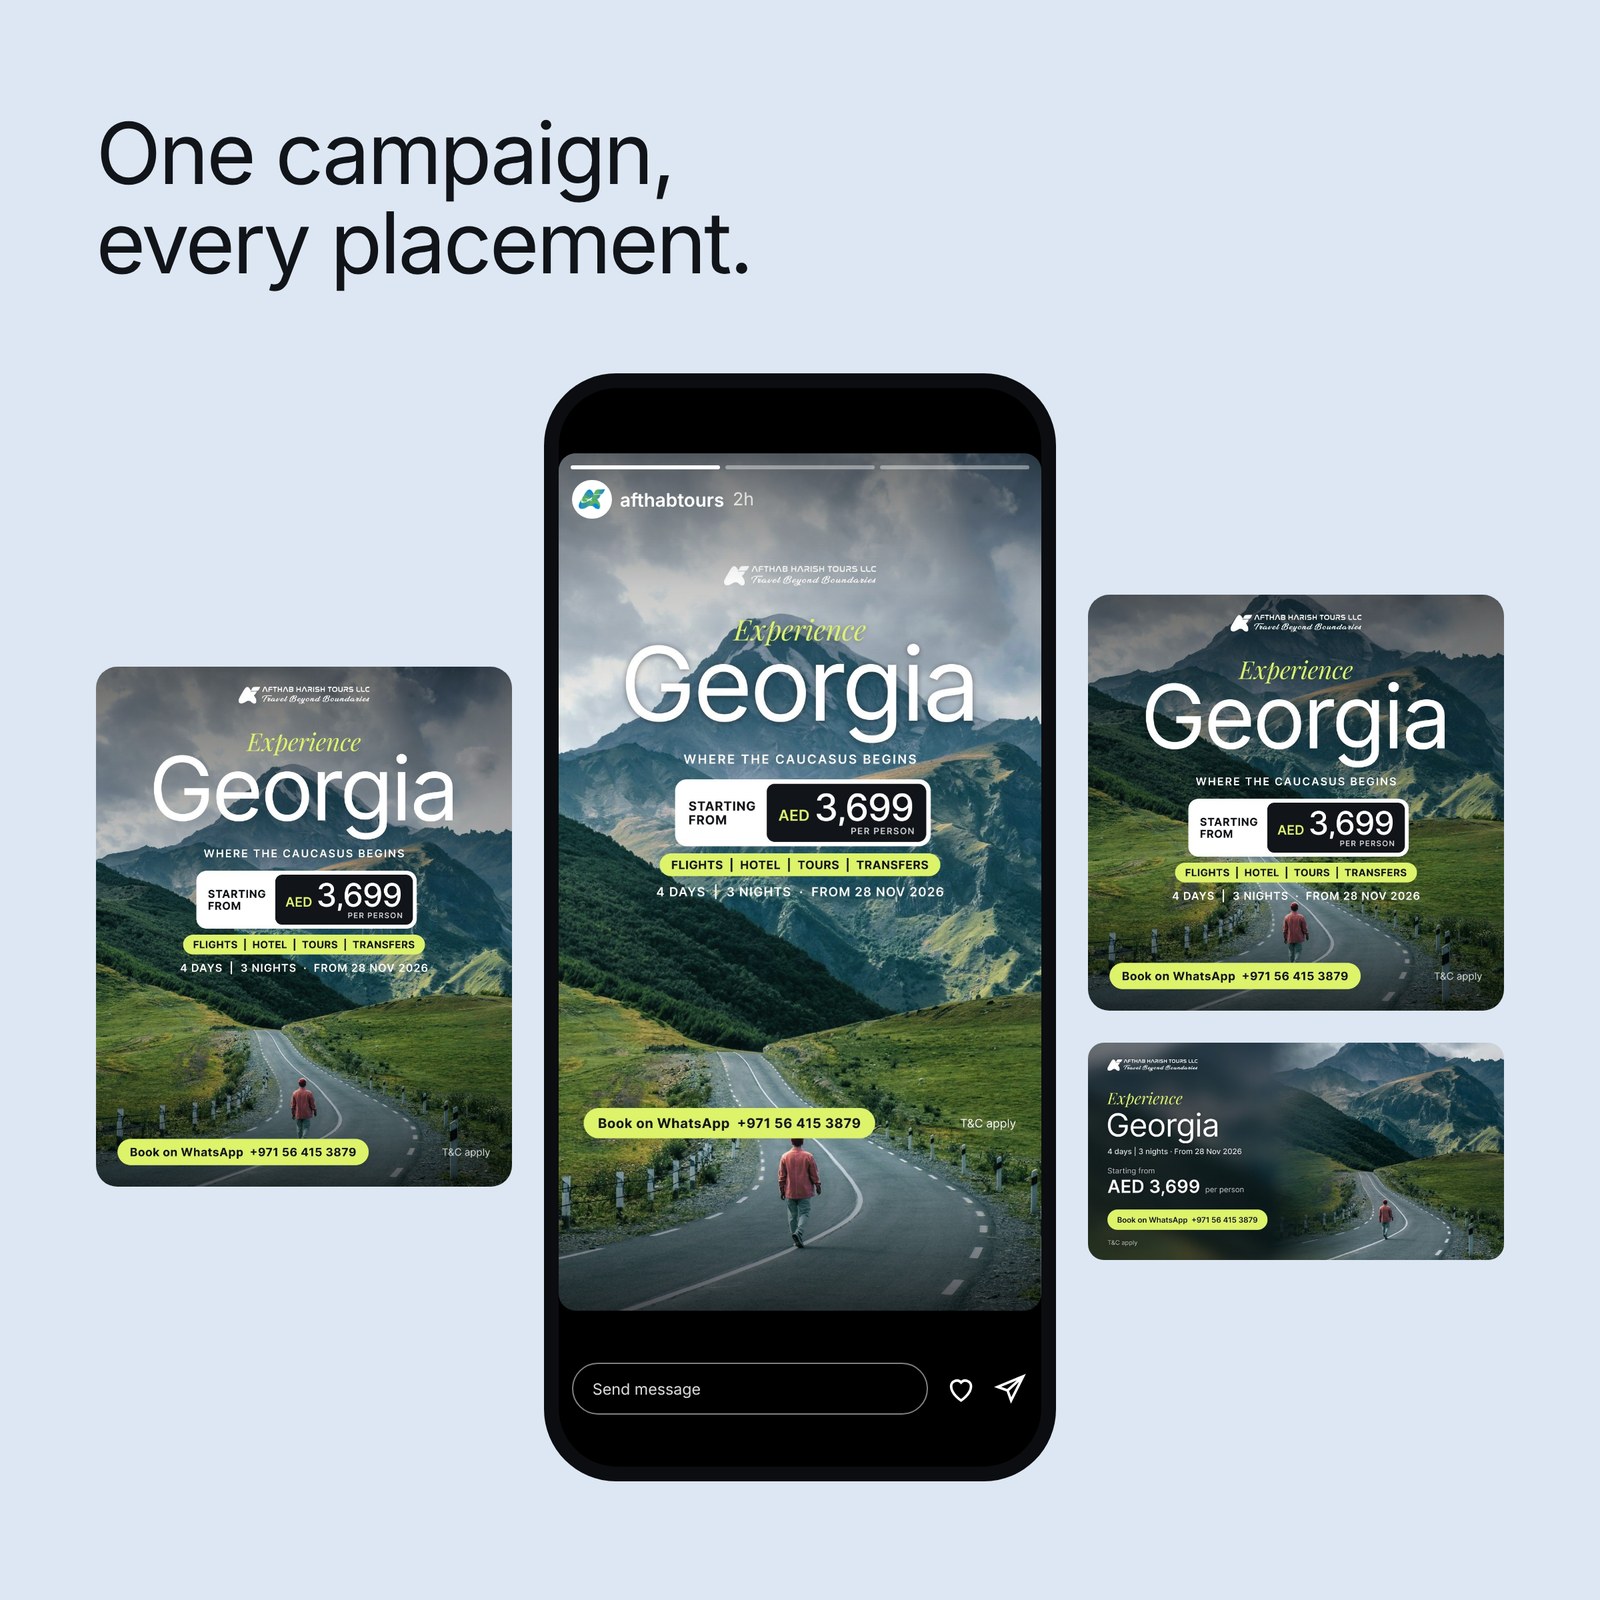 One campaign,
every placement.
afthabtours 2h
AFTHAB HARISH TOURS LLC
Travel Beyond Boundaries
Experience
Georgia
WHERE THE CAUCASUS BEGINS
STARTING FROM
AED 3,699
PER PERSON
FLIGHTS | HOTEL | TOURS | TRANSFERS
4 DAYS | 3 NIGHTS · FROM 28 NOV 2026
Book on WhatsApp +971 56 415 3879
T&C apply
Send message
AFTHAB HARISH TOURS LLC
Travel Beyond Boundaries
Experience
Georgia
WHERE THE CAUCASUS BEGINS
STARTING FROM
AED 3,699
PER PERSON
FLIGHTS | HOTEL | TOURS | TRANSFERS
4 DAYS | 3 NIGHTS · FROM 28 NOV 2026
Book on WhatsApp +971 56 415 3879
T&C apply
AFTHAB HARISH TOURS LLC
Travel Beyond Boundaries
Experience
Georgia
WHERE THE CAUCASUS BEGINS
STARTING FROM
AED 3,699
PER PERSON
FLIGHTS | HOTEL | TOURS | TRANSFERS
4 DAYS | 3 NIGHTS · FROM 28 NOV 2026
Book on WhatsApp +971 56 415 3879
T&C apply
AFTHAB HARISH TOURS LLC
Travel Beyond Boundaries
Experience
Georgia
4 days | 3 nights · From 28 Nov 2026
Starting from
AED 3,699 per person
Book on WhatsApp +971 56 415 3879
T&C apply